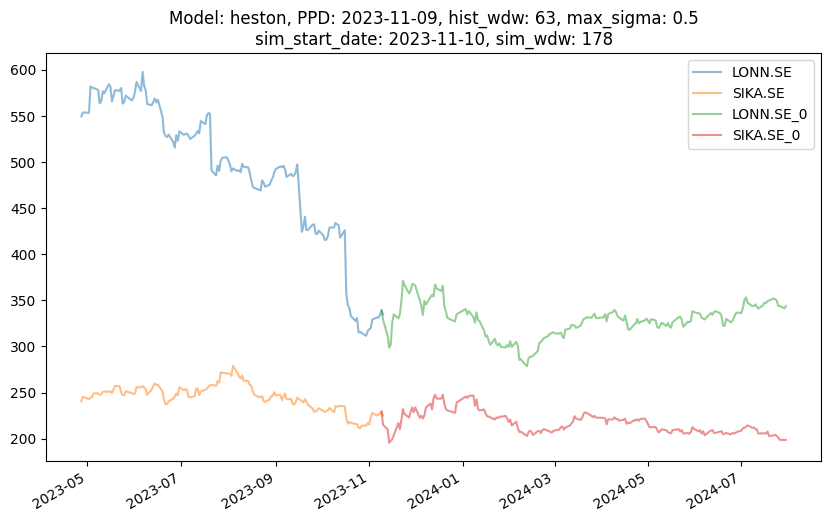 Model: heston, PPD: 2023-11-09, hist_wdw: 63, max_sigma: 0.5
sim_start_date: 2023-11-10, sim_wdw: 178
LONN.SE
SIKA.SE
LONN.SE_0
SIKA.SE_0
600
550
500
450
400
350
300
250
200
2023-05
2023-07
2023-09
2023-11
2024-01
2024-03
2024-05
2024-07